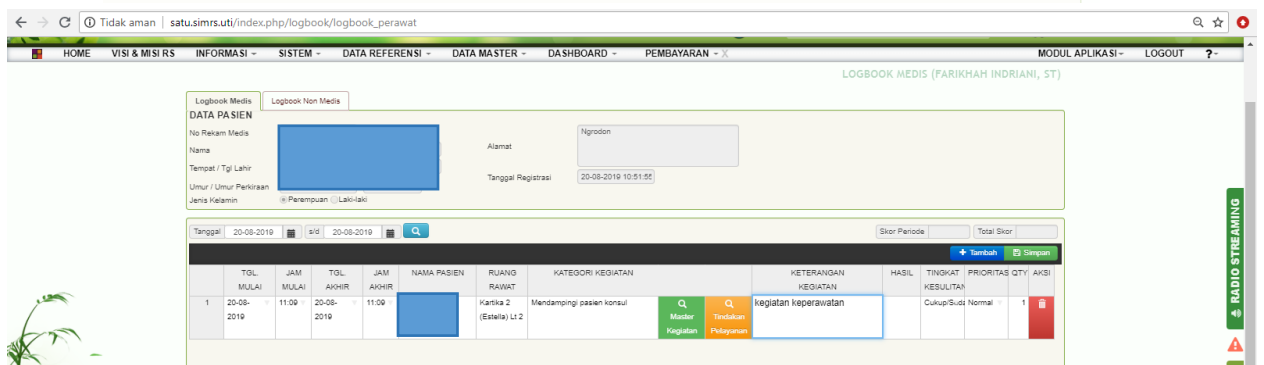 Tidak aman | satu.simrs.uti/index.php/logbook/logbook_perawat
HOME VISI & MISI RS INFORMASI SISTEM DATA REFERENSI DATA MASTER DASHBOARD PEMBAYARAN X MODUL APLIKASI LOGOUT ?
LOGBOOK MEDIS (FARIKHAH INDRIANI, ST)
Logbook Medis Logbook Non Medis
DATA PASIEN
No Rekam Medis
Nama
Tempat / Tgl Lahir
Umur / Umur Perkiraan
Jenis Kelamin Perempuan Laki-laki
Alamat Ngrodon
Tanggal Registrasi 20-08-2019 10:51:55
Tanggal 20-08-2019 s/d 20-08-2019 Skor Periode Total Skor
+ Tambah Simpan
TGL. MULAI JAM MULAI TGL. AKHIR JAM AKHIR NAMA PASIEN RUANG RAWAT KATEGORI KEGIATAN KETERANGAN KEGIATAN HASIL TINGKAT KESULITAN PRIORITAS QTY AKSI
1 20-08-2019 11:09 20-08-2019 11:09 Kartika 2 (Estella) Lt 2 Mendampingi pasien konsul Master Kegiatan Tindakan Pelayanan kegiatan keperawatan Cukup/Suda Normal 1
RADIO STREAMING